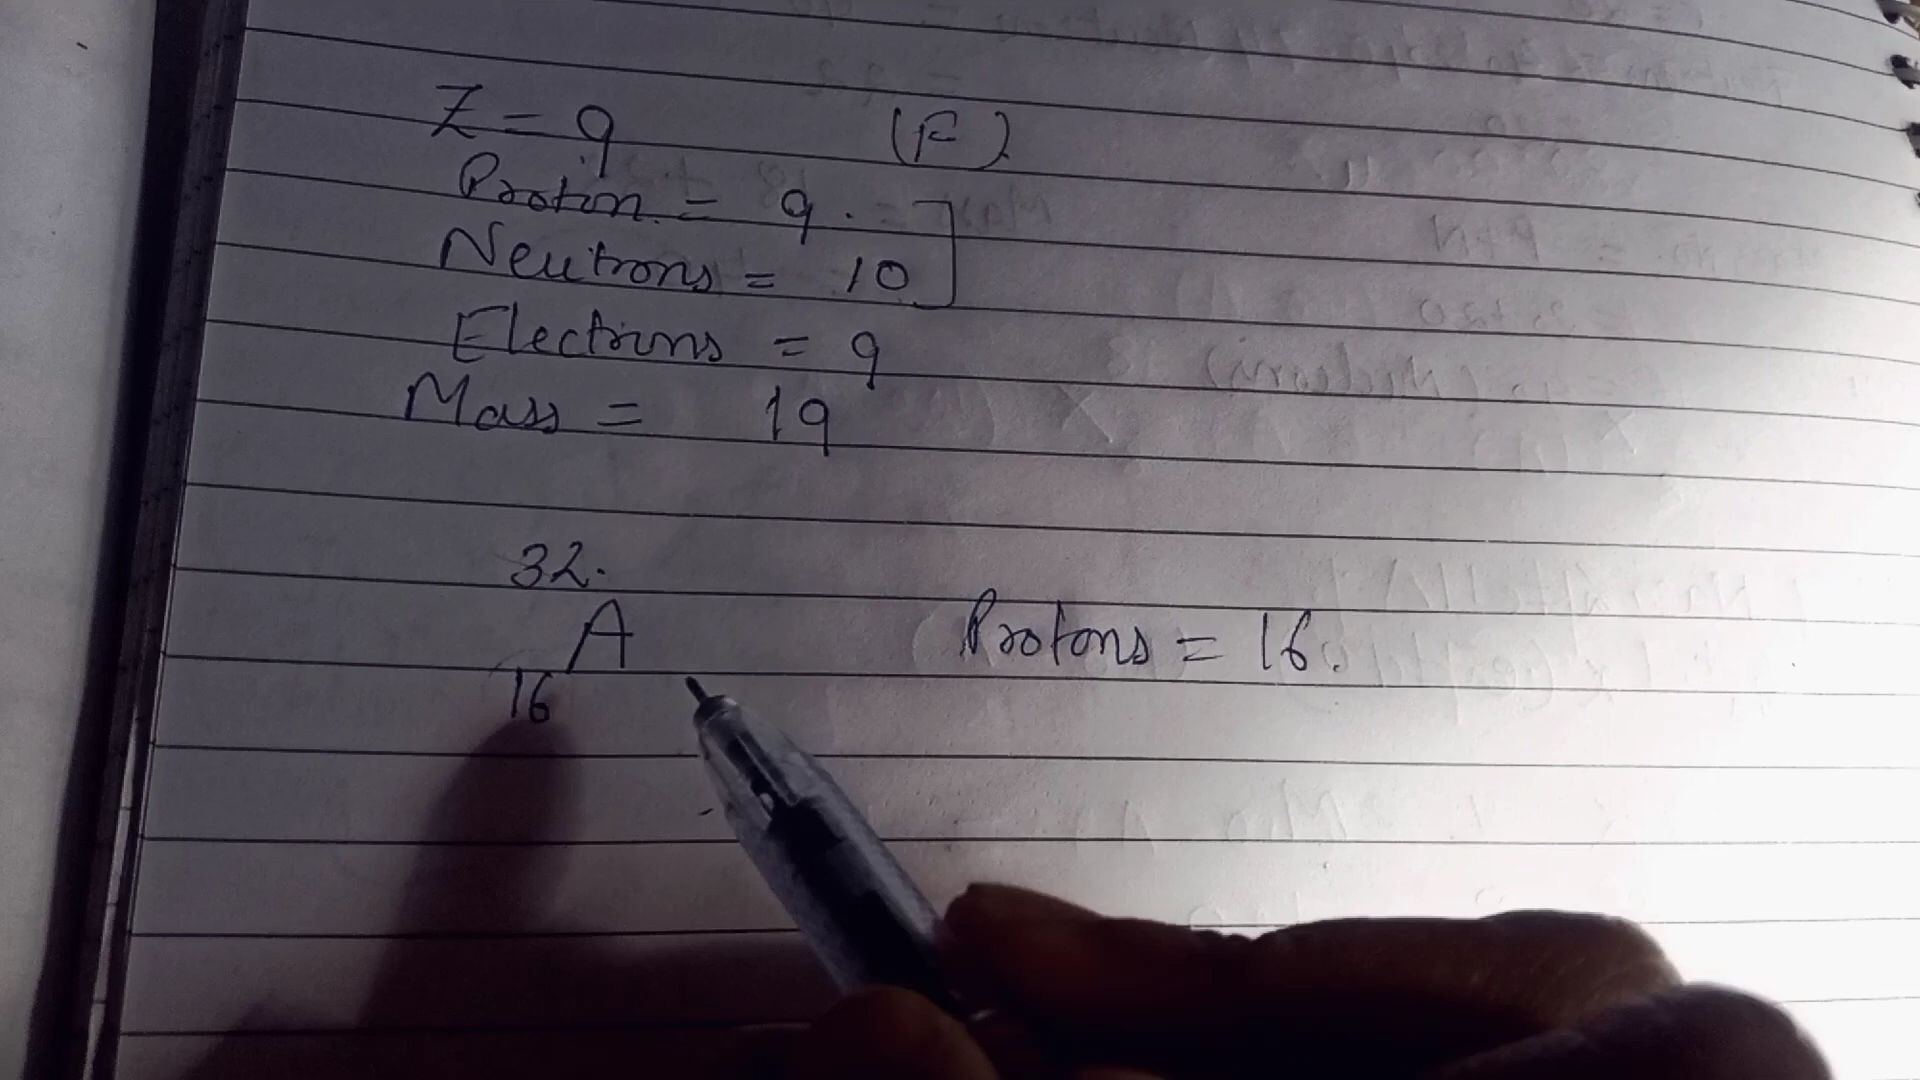 Z = 9 (F)
Proton = 9.
Neutrons = 10
Electrons = 9
Mass = 19
32.
A Protons = 16.
16